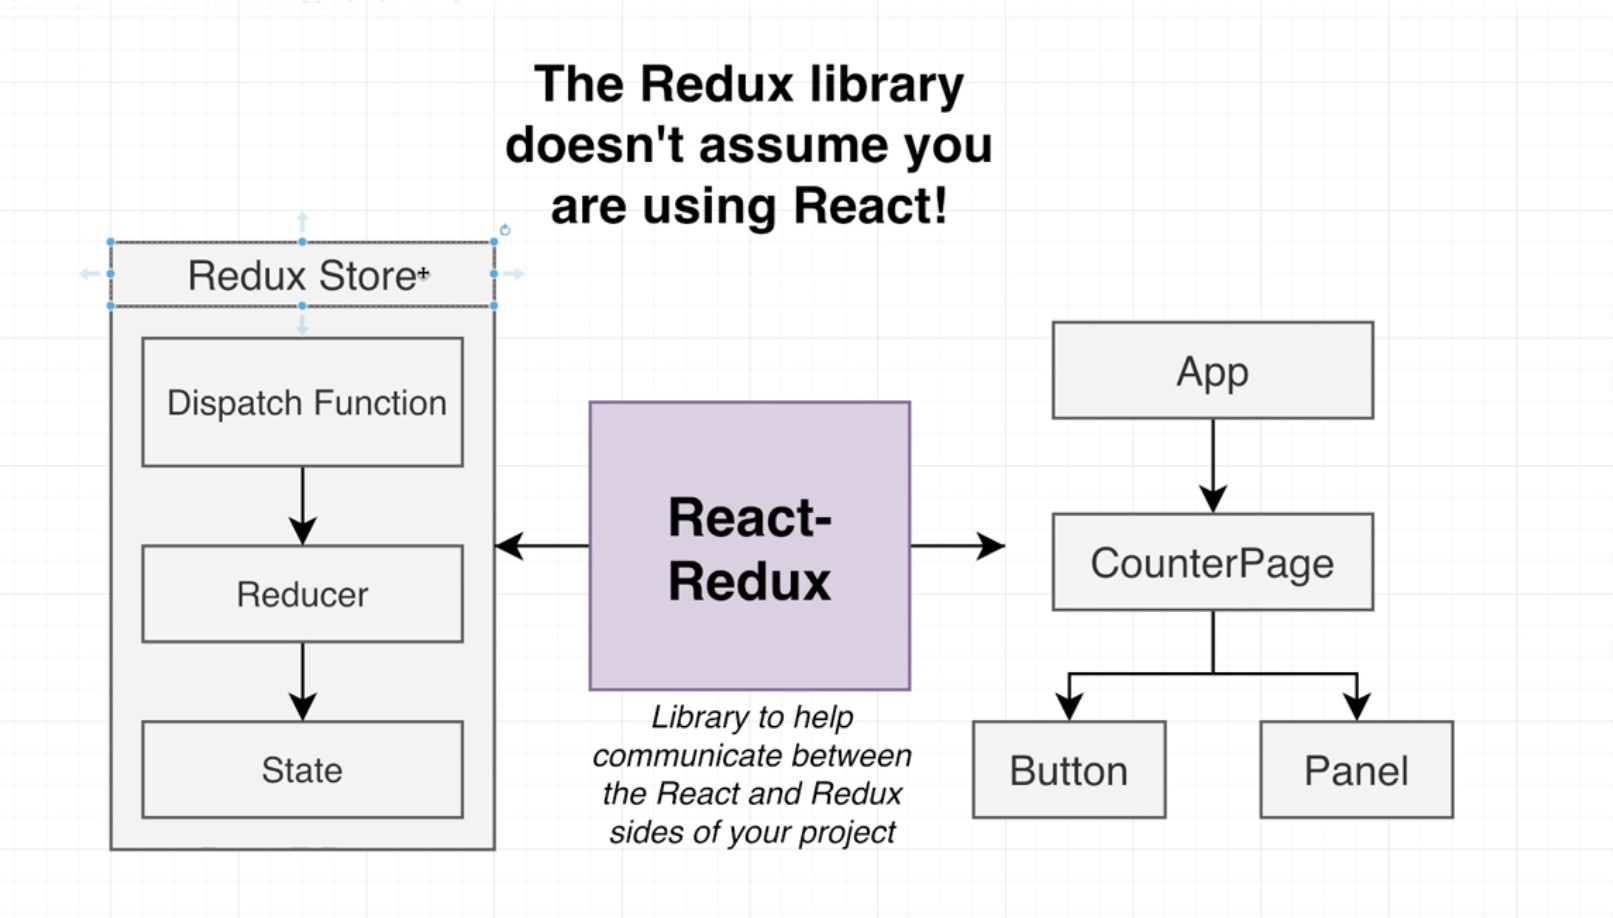 The Redux library
doesn't assume you
are using React!
Redux Store
Dispatch Function
Reducer
State
React-
Redux
Library to help
communicate between
the React and Redux
sides of your project
App
CounterPage
Button
Panel